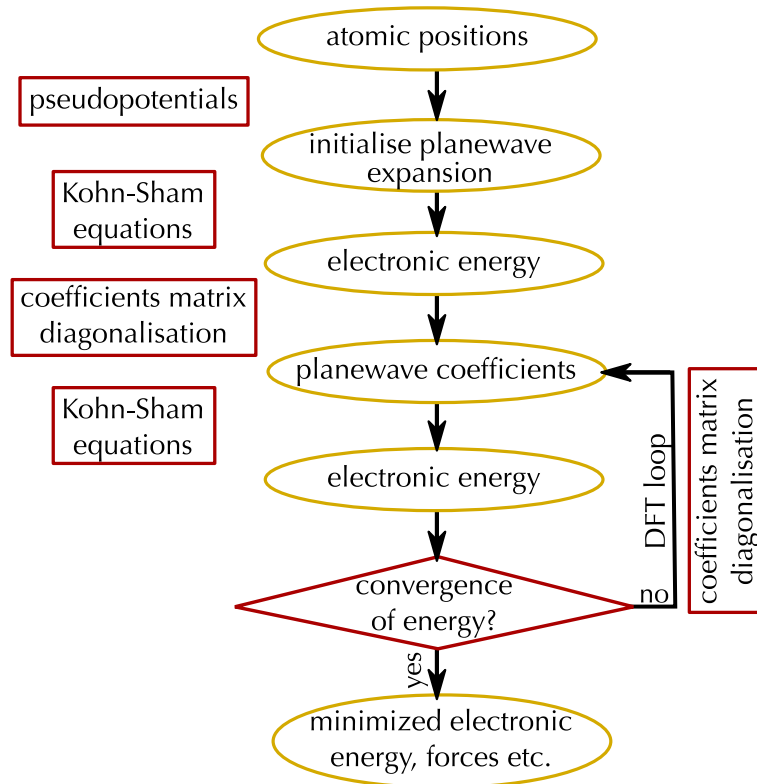 atomic positions
pseudopotentials
initialise planewave
expansion
Kohn-Sham
equations
electronic energy
coefficients matrix
diagonalisation
planewave coefficients
Kohn-Sham
equations
electronic energy
DFT loop
coefficients matrix
diagonalisation
convergence
of energy?
no
yes
minimized electronic
energy, forces etc.